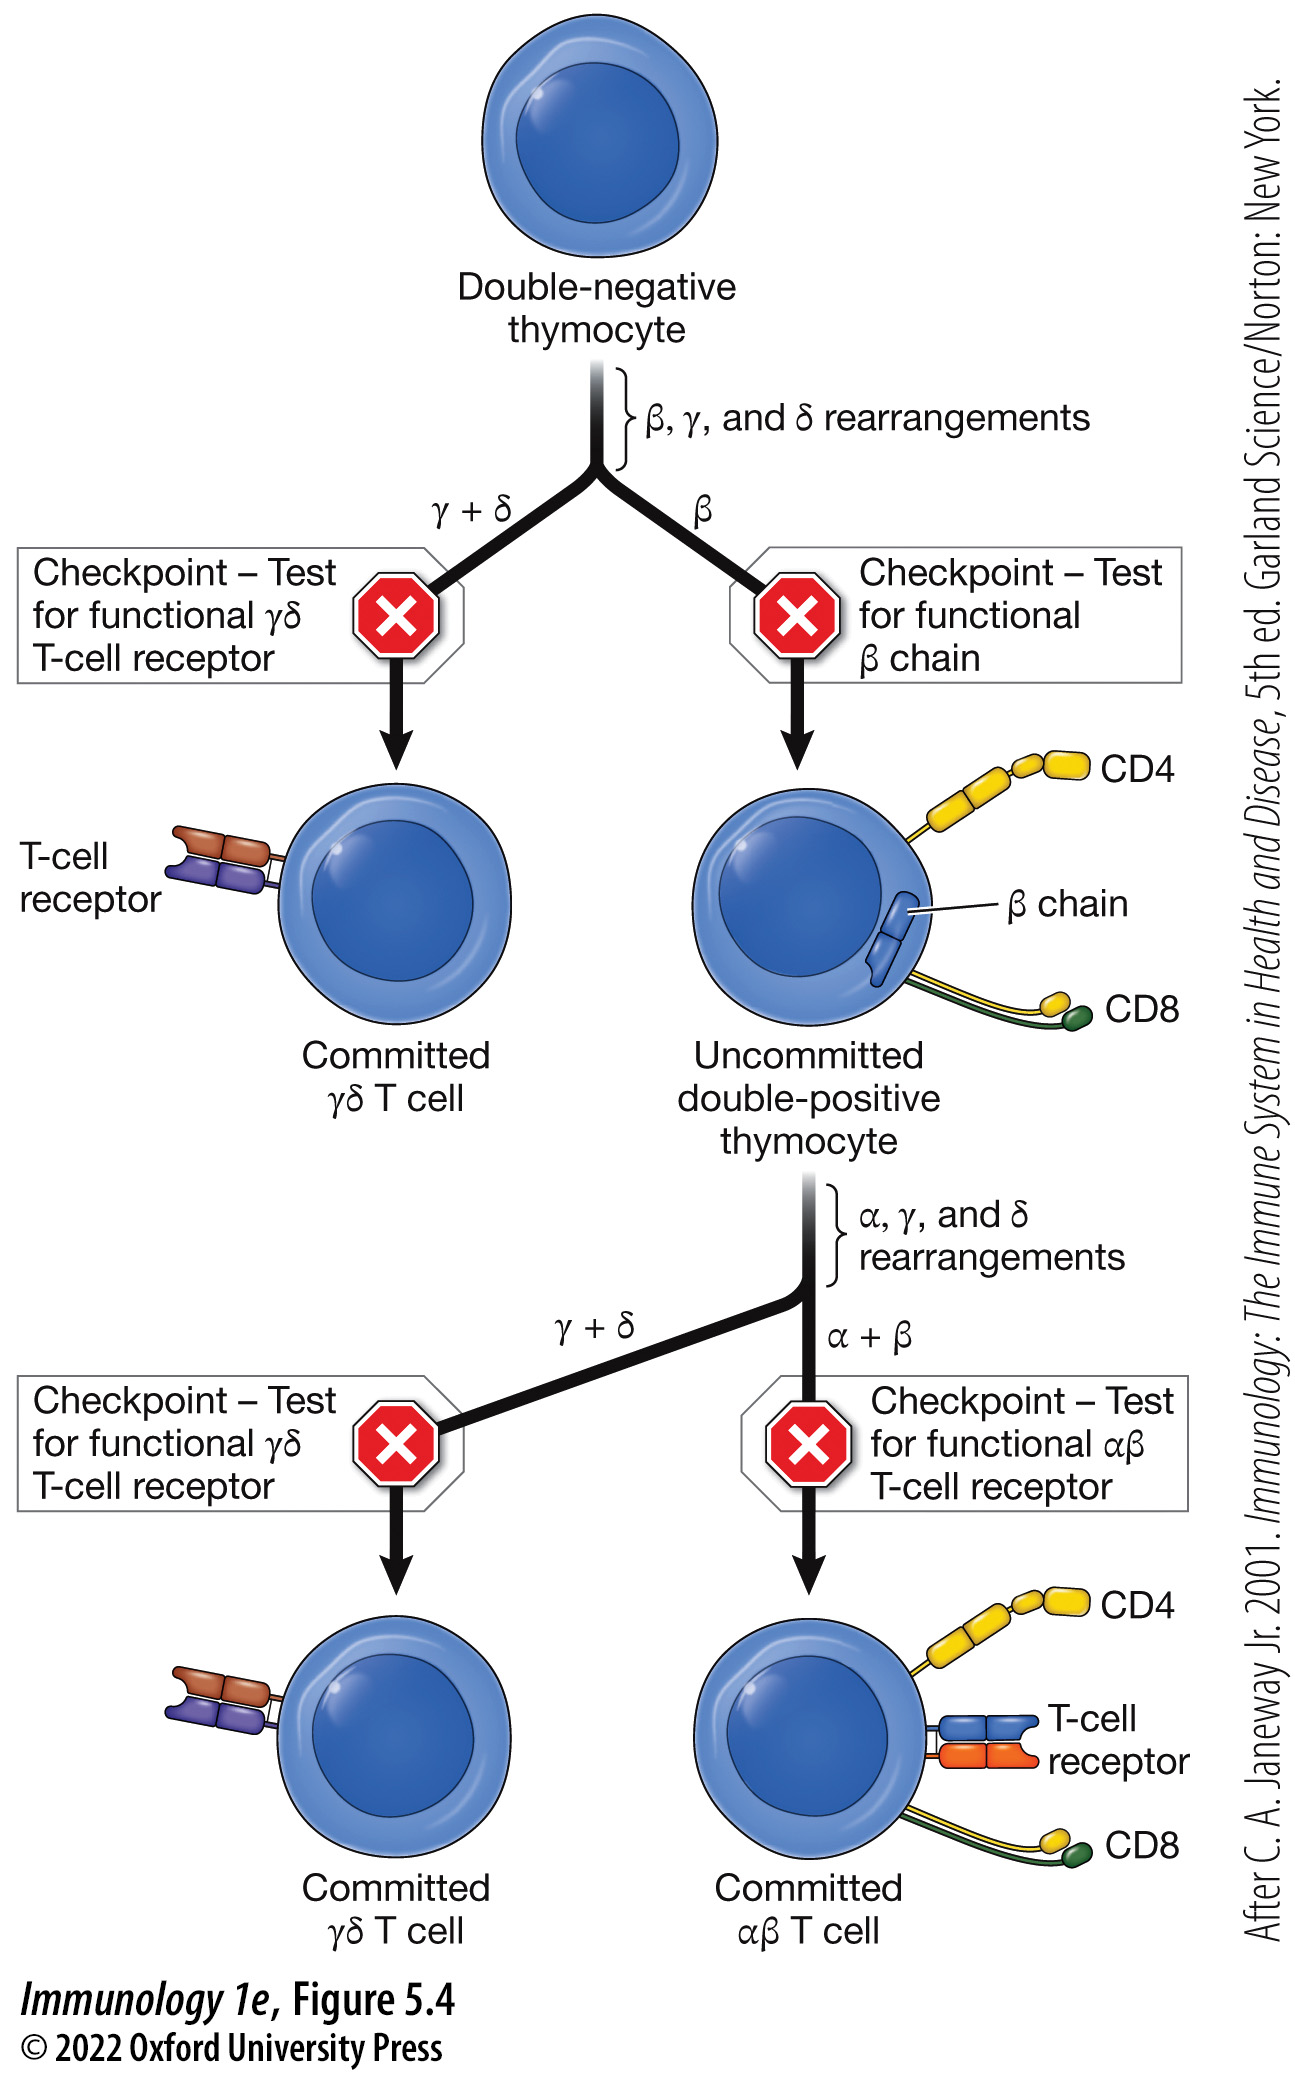 Double-negative
thymocyte
β, γ, and δ rearrangements
γ + δ
β
Checkpoint – Test
for functional γδ
T-cell receptor
Checkpoint – Test
for functional
β chain
T-cell
receptor
CD4
β chain
CD8
Committed
γδ T cell
Uncommitted
double-positive
thymocyte
α, γ, and δ
rearrangements
γ + δ
α + β
Checkpoint – Test
for functional γδ
T-cell receptor
Checkpoint – Test
for functional αβ
T-cell receptor
CD4
T-cell
receptor
CD8
Committed
γδ T cell
Committed
αβ T cell
Immunology 1e, Figure 5.4
© 2022 Oxford University Press
After C. A. Janeway Jr. 2001. Immunology: The Immune System in Health and Disease, 5th ed. Garland Science/Norton: New York.